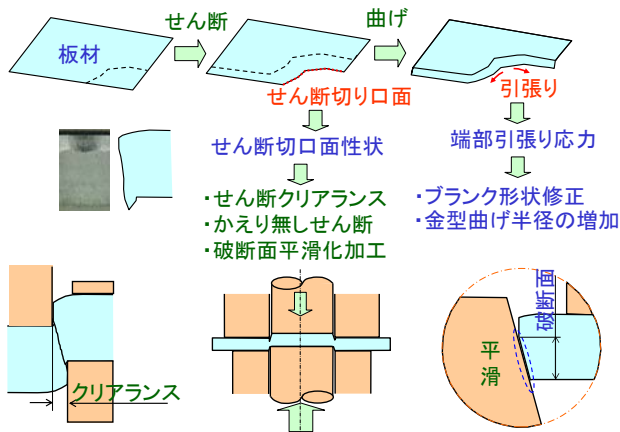 せん断
曲げ
板材
せん断切り口面
引張り
せん断切口面性状
端部引張り応力
・せん断クリアランス
・かえり無しせん断
・破断面平滑化加工
・ブランク形状修正
・金型曲げ半径の増加
クリアランス
破断面
平滑